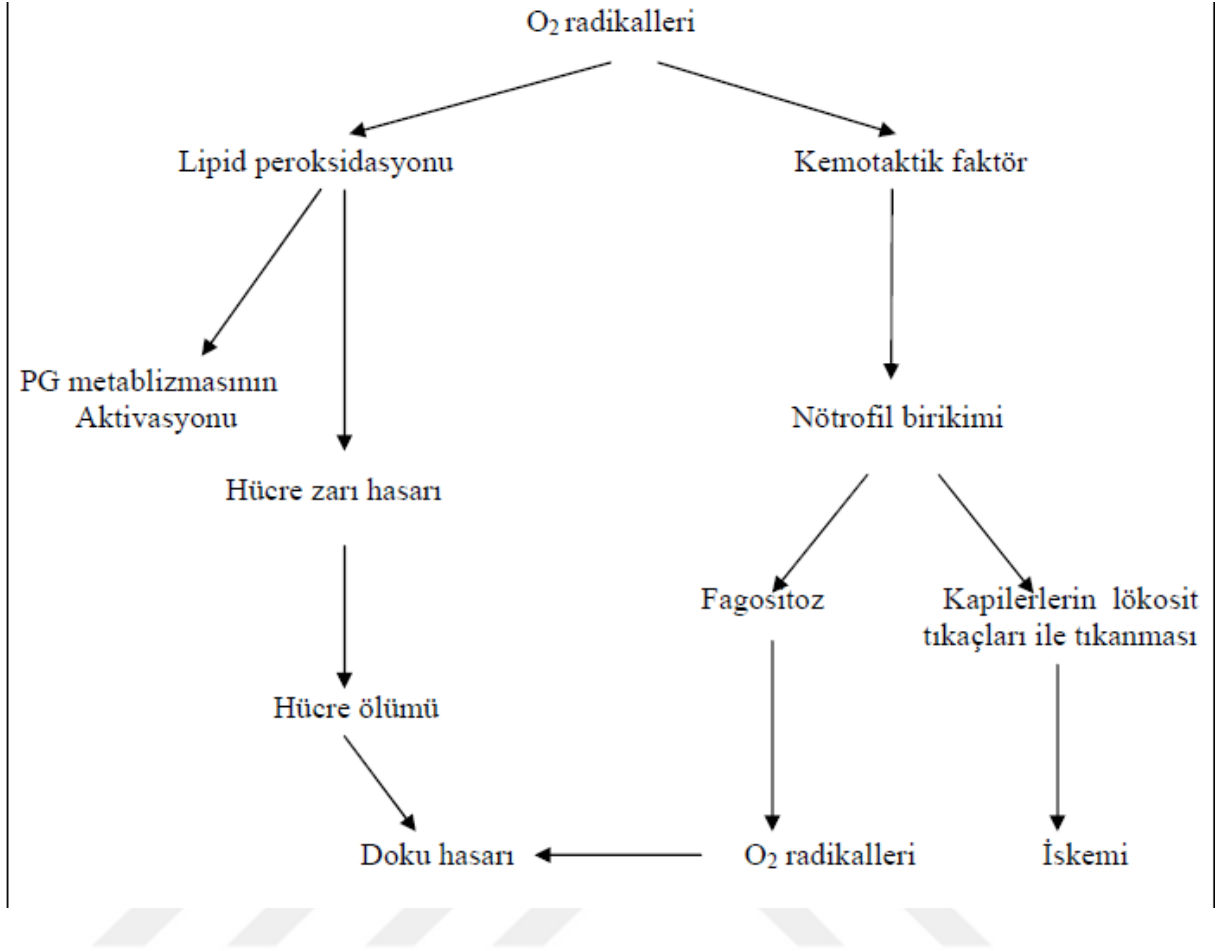 O₂ radikalleri
Lipid peroksidasyonu
Kemotaktik faktör
PG metablizmasının
Aktivasyonu
Nötrofil birikimi
Hücre zarı hasarı
Fagositoz
Kapilerlerin lökosit
tıkaçları ile tıkanması
Hücre ölümü
Doku hasarı
O₂ radikalleri
İskemi